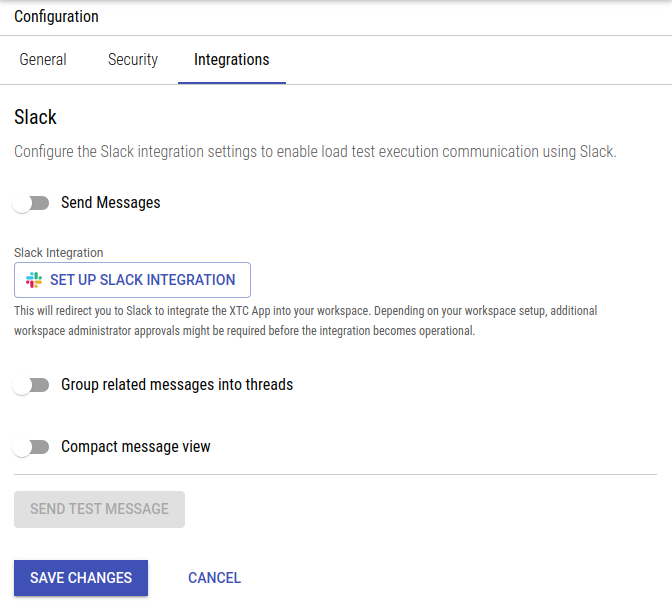 Configuration
General Security Integrations
Slack
Configure the Slack integration settings to enable load test execution communication using Slack.
Send Messages
Slack Integration
SET UP SLACK INTEGRATION
This will redirect you to Slack to integrate the XTC App into your workspace. Depending on your workspace setup, additional
workspace administrator approvals might be required before the integration becomes operational.
Group related messages into threads
Compact message view
SEND TEST MESSAGE
SAVE CHANGES CANCEL